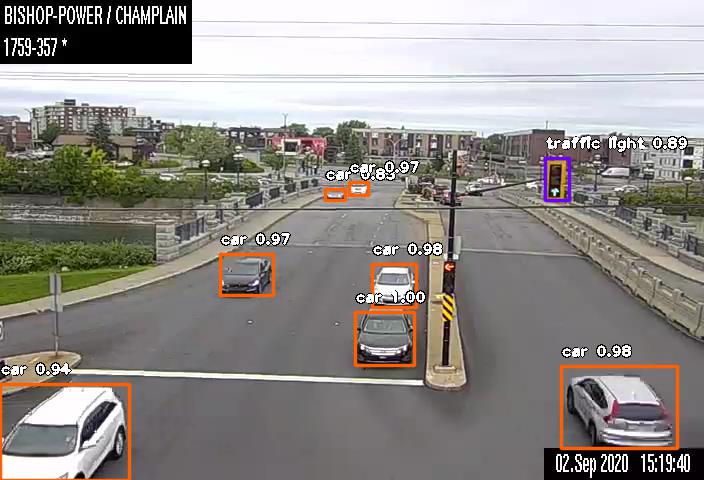 BISHOP-POWER / CHAMPLAIN
1759-357 *
traffic light 0.89
car 0.97
car 0.83
car 0.97
car 0.98
car 1.00
car 0.98
car 0.94
02.Sep 2020 15:19:40